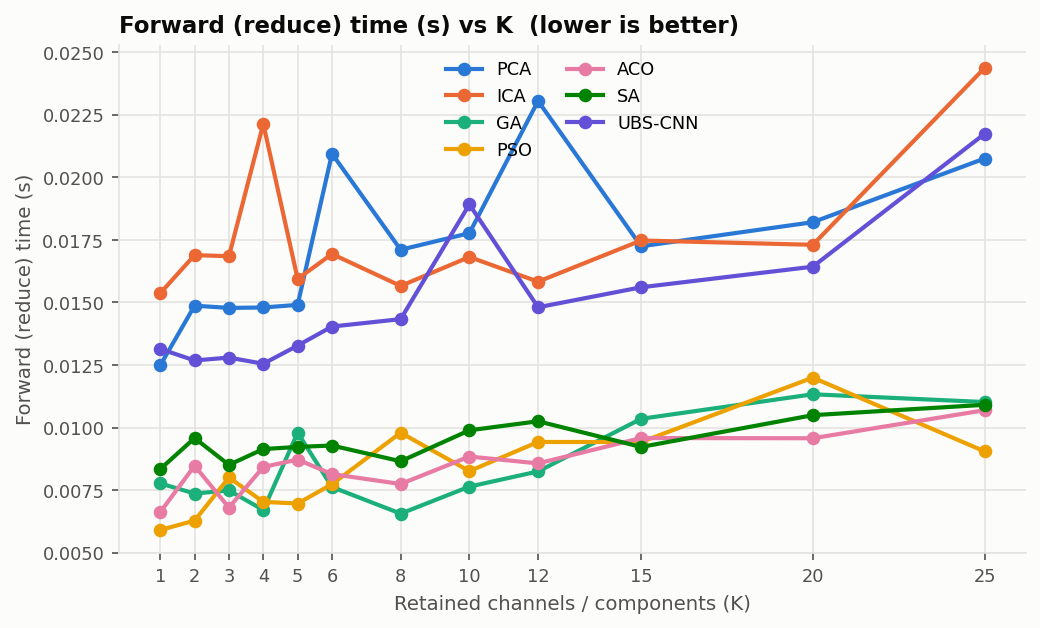 Forward (reduce) time (s) vs K  (lower is better)
PCA
ICA
GA
PSO
ACO
SA
UBS-CNN
Forward (reduce) time (s)
0.0250
0.0225
0.0200
0.0175
0.0150
0.0125
0.0100
0.0075
0.0050
1 2 3 4 5 6 8 10 12 15 20 25
Retained channels / components (K)